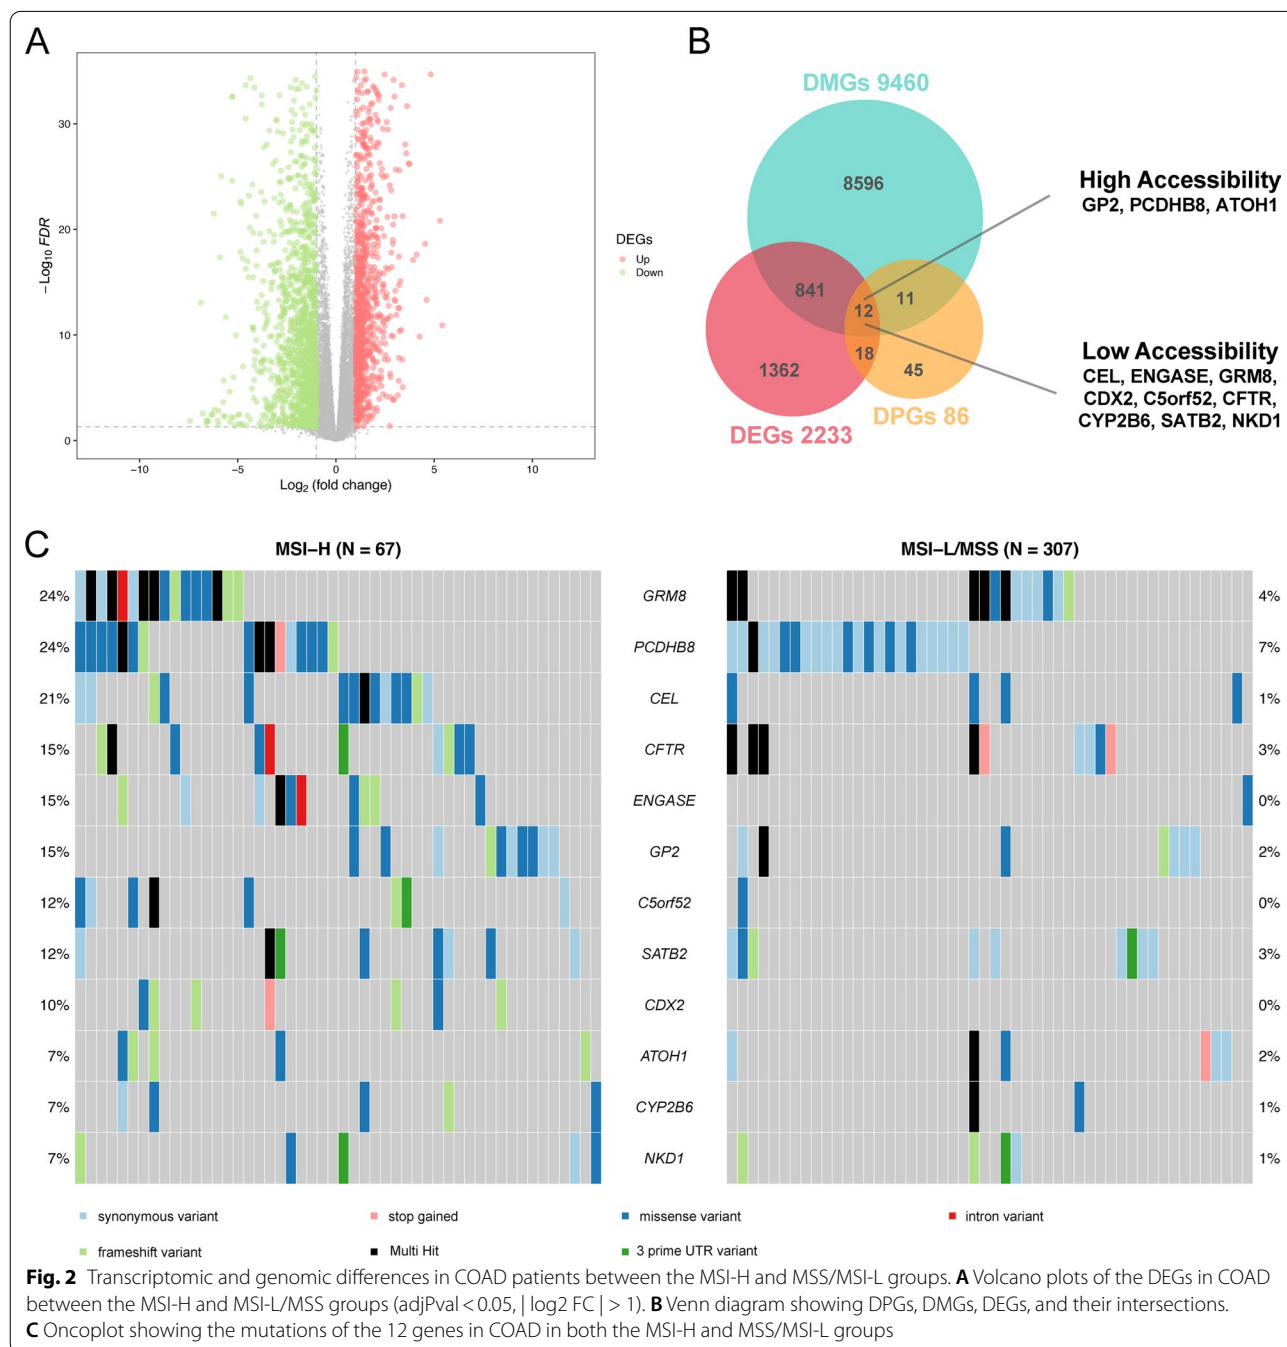 A
30
20
10
0
−Log10 FDR
−10
−5
0
5
10
Log2 (fold change)
DEGs
Up
Down
B
DMGs 9460
8596
841
12
11
18
1362
45
DEGs 2233
DPGs 86
High Accessibility
GP2, PCDHB8, ATOH1
Low Accessibility
CEL, ENGASE, GRM8,
CDX2, C5orf52, CFTR,
CYP2B6, SATB2, NKD1
C
MSI−H (N = 67)
MSI−L/MSS (N = 307)
24% GRM8 4%
24% PCDHB8 7%
21% CEL 1%
15% CFTR 3%
15% ENGASE 0%
15% GP2 2%
12% C5orf52 0%
12% SATB2 3%
10% CDX2 0%
7% ATOH1 2%
7% CYP2B6 1%
7% NKD1 1%
synonymous variant stop gained missense variant intron variant
frameshift variant Multi Hit 3 prime UTR variant
Fig. 2 Transcriptomic and genomic differences in COAD patients between the MSI-H and MSS/MSI-L groups. A Volcano plots of the DEGs in COAD
between the MSI-H and MSI-L/MSS groups (adjPval < 0.05, | log2 FC | > 1). B Venn diagram showing DPGs, DMGs, DEGs, and their intersections.
C Oncoplot showing the mutations of the 12 genes in COAD in both the MSI-H and MSS/MSI-L groups